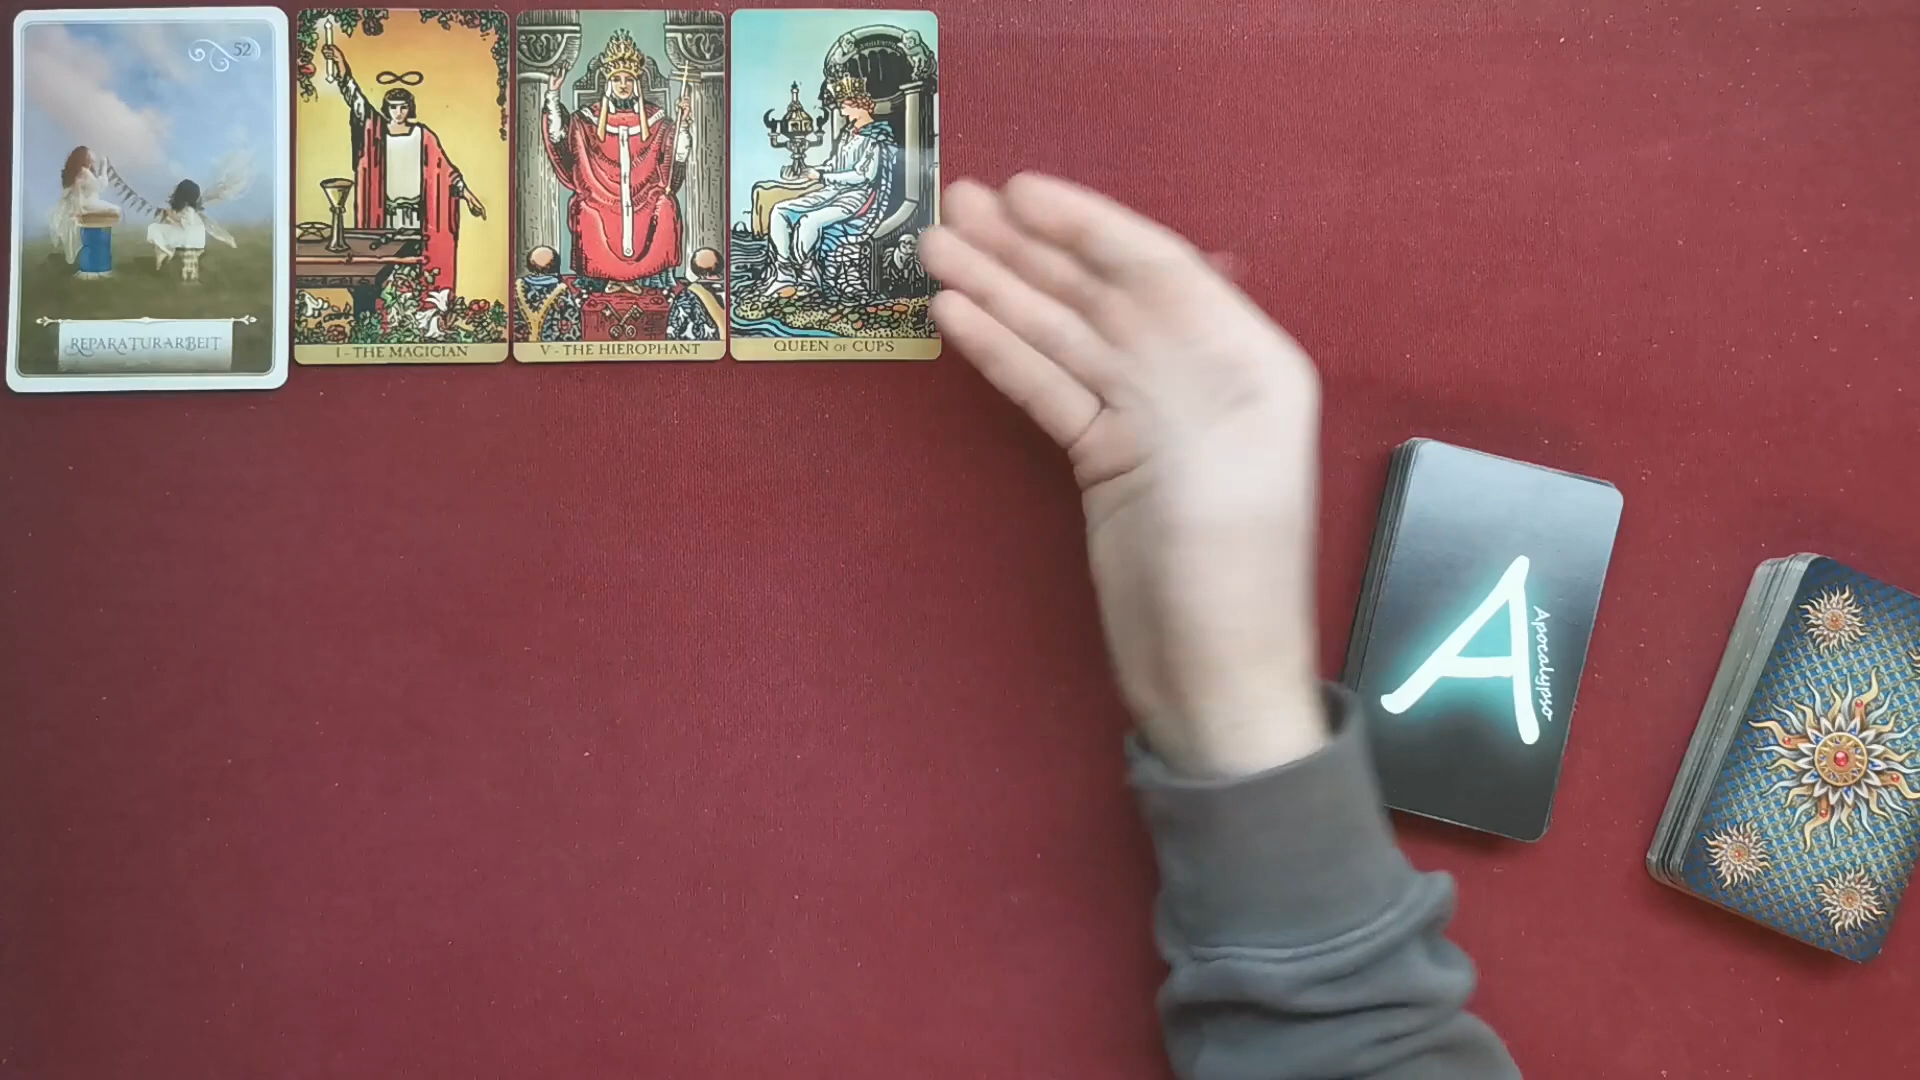 52
REPARATURARBEIT
I - THE MAGICIAN
V - THE HIEROPHANT
QUEEN OF CUPS
A
Apocalypso